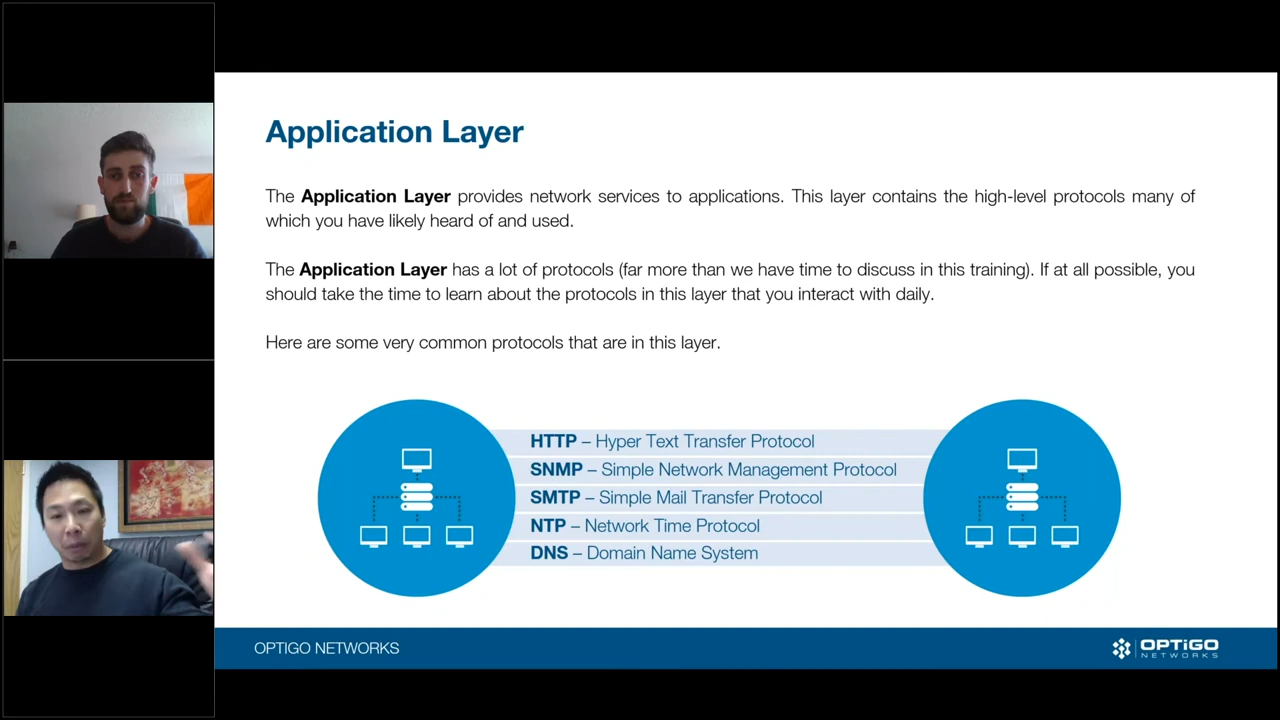 Application Layer
The Application Layer provides network services to applications. This layer contains the high-level protocols many of
which you have likely heard of and used.
The Application Layer has a lot of protocols (far more than we have time to discuss in this training). If at all possible, you
should take the time to learn about the protocols in this layer that you interact with daily.
Here are some very common protocols that are in this layer.
HTTP – Hyper Text Transfer Protocol
SNMP – Simple Network Management Protocol
SMTP – Simple Mail Transfer Protocol
NTP – Network Time Protocol
DNS – Domain Name System
OPTIGO NETWORKS
OPTiGO
NETWORKS